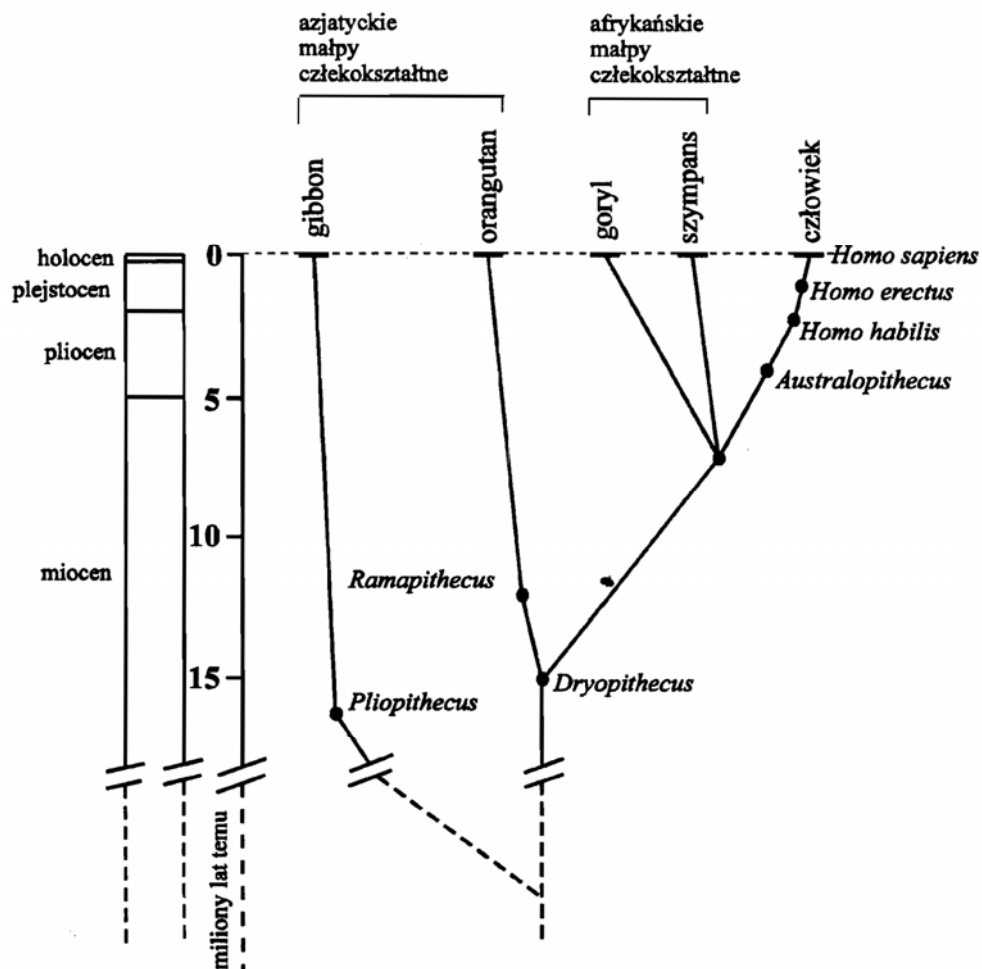 azjatyckie
małpy
człekokształtne
afrykańskie
małpy
człekokształtne
gibbon
orangutan
goryl
szympans
człowiek
holocen
plejstocen
pliocen
miocen
0
5
10
15
miliony lat temu
Homo sapiens
Homo erectus
Homo habilis
Australopithecus
Ramapithecus
Dryopithecus
Pliopithecus